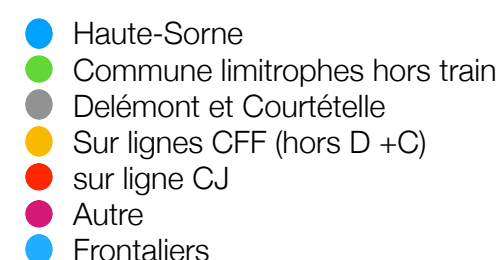 Haute-Sorne
Commune limitrophes hors train
Delémont et Courtételle
Sur lignes CFF (hors D +C)
sur ligne CJ
Autre
Frontaliers